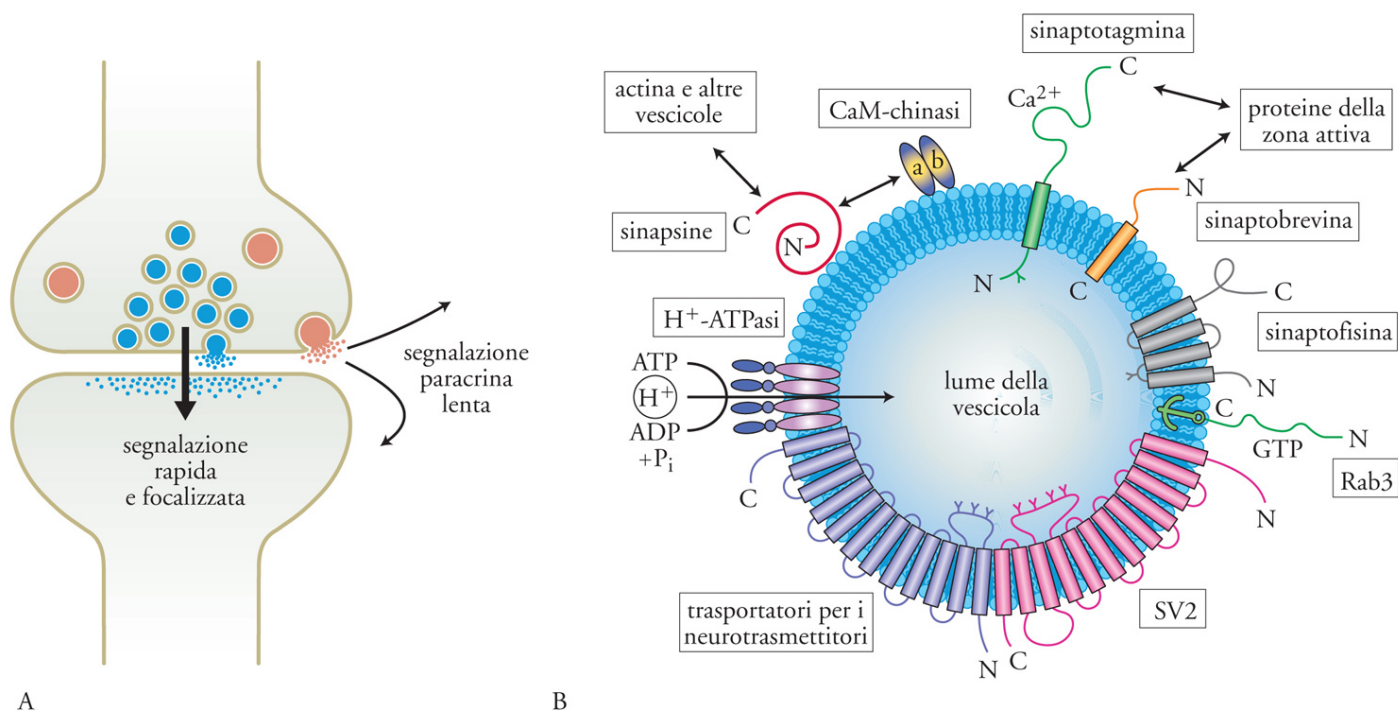 segnalazione
paracrina
lenta
segnalazione
rapida
e focalizzata
A
sinaptotagmina
C
Ca2+
actina e altre
vescicole
CaM-chinasi
a b
proteine della
zona attiva
N
sinapsine
C
N
sinaptobrevina
N
C
H+-ATPasi
C
sinaptofisina
ATP
H+
ADP
+Pi
lume della
vescicola
N
C
GTP
N
Rab3
C
N
trasportatori per i
neurotrasmettitori
SV2
N
C
B